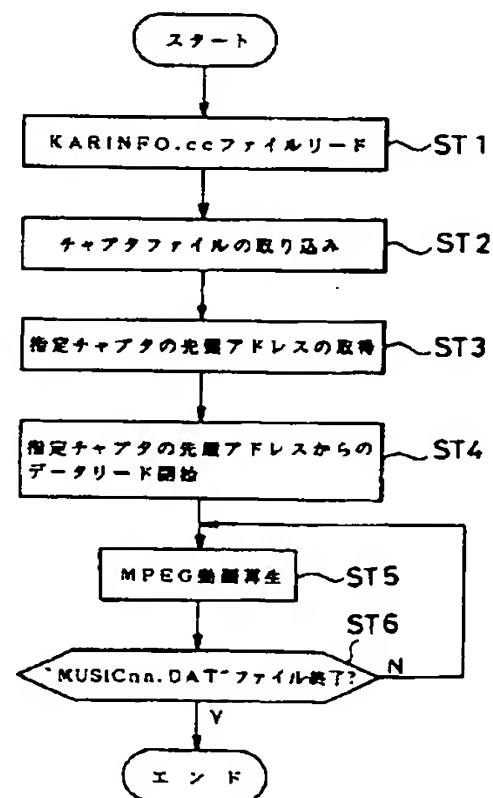 スタート
KARINFO.ccファイルリード
ST1
チャプタファイルの取り込み
ST2
指定チャプタの先頭アドレスの取得
ST3
指定チャプタの先頭アドレスからの
データリード開始
ST4
MPEG動画再生
ST5
ST6
"MUSICnn.DAT"ファイル終了?
N
Y
エンド